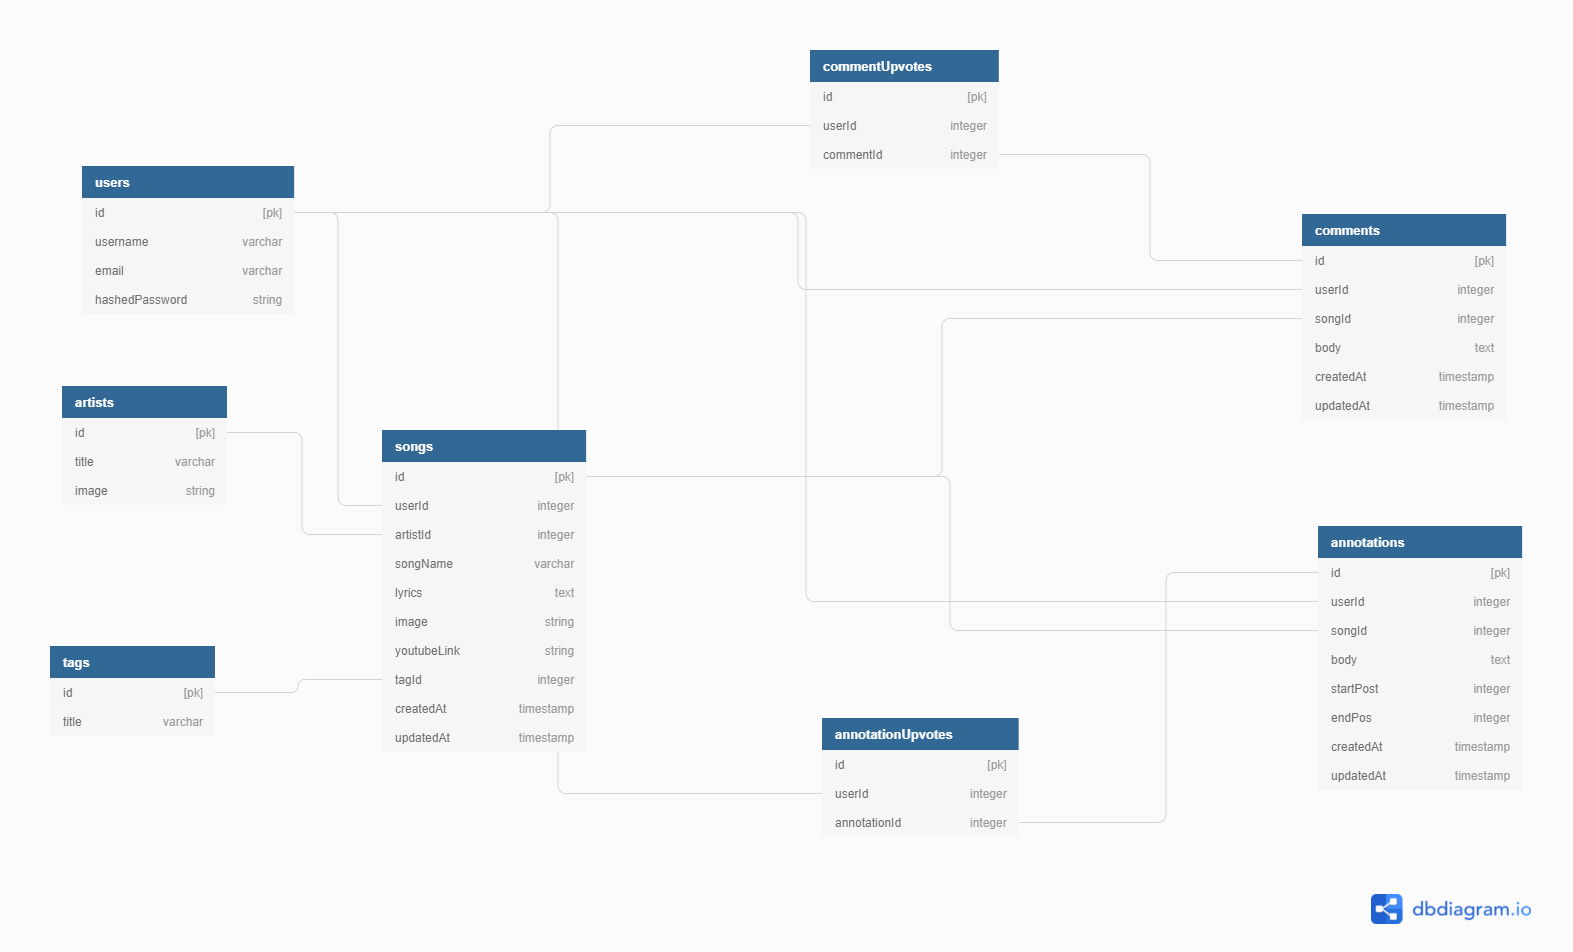 commentUpvotes
id [pk]
userId integer
commentId integer
users
id [pk]
username varchar
email varchar
hashedPassword string
comments
id [pk]
userId integer
songId integer
body text
createdAt timestamp
updatedAt timestamp
artists
id [pk]
title varchar
image string
songs
id [pk]
userId integer
artistId integer
songName varchar
lyrics text
image string
youtubeLink string
tagId integer
createdAt timestamp
updatedAt timestamp
annotations
id [pk]
userId integer
songId integer
body text
startPost integer
endPos integer
createdAt timestamp
updatedAt timestamp
tags
id [pk]
title varchar
annotationUpvotes
id [pk]
userId integer
annotationId integer
dbdiagram.io